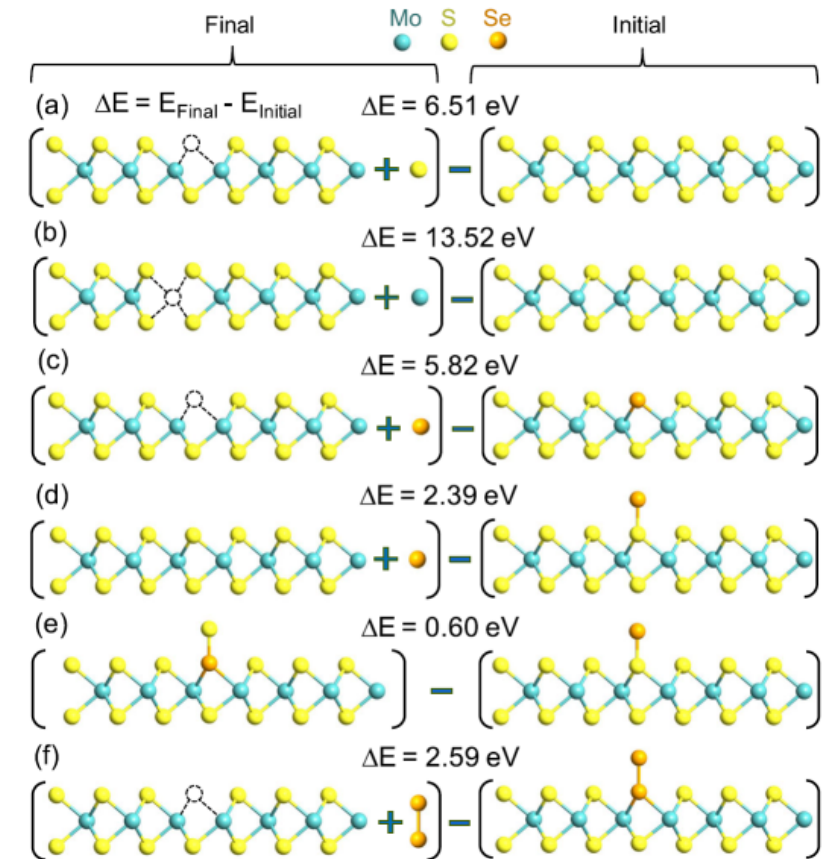 Final Mo S Se Initial
(a) ΔE = E_Final - E_Initial ΔE = 6.51 eV
+ −
(b) ΔE = 13.52 eV
+ −
(c) ΔE = 5.82 eV
+ −
(d) ΔE = 2.39 eV
+ −
(e) ΔE = 0.60 eV
−
(f) ΔE = 2.59 eV
+ −